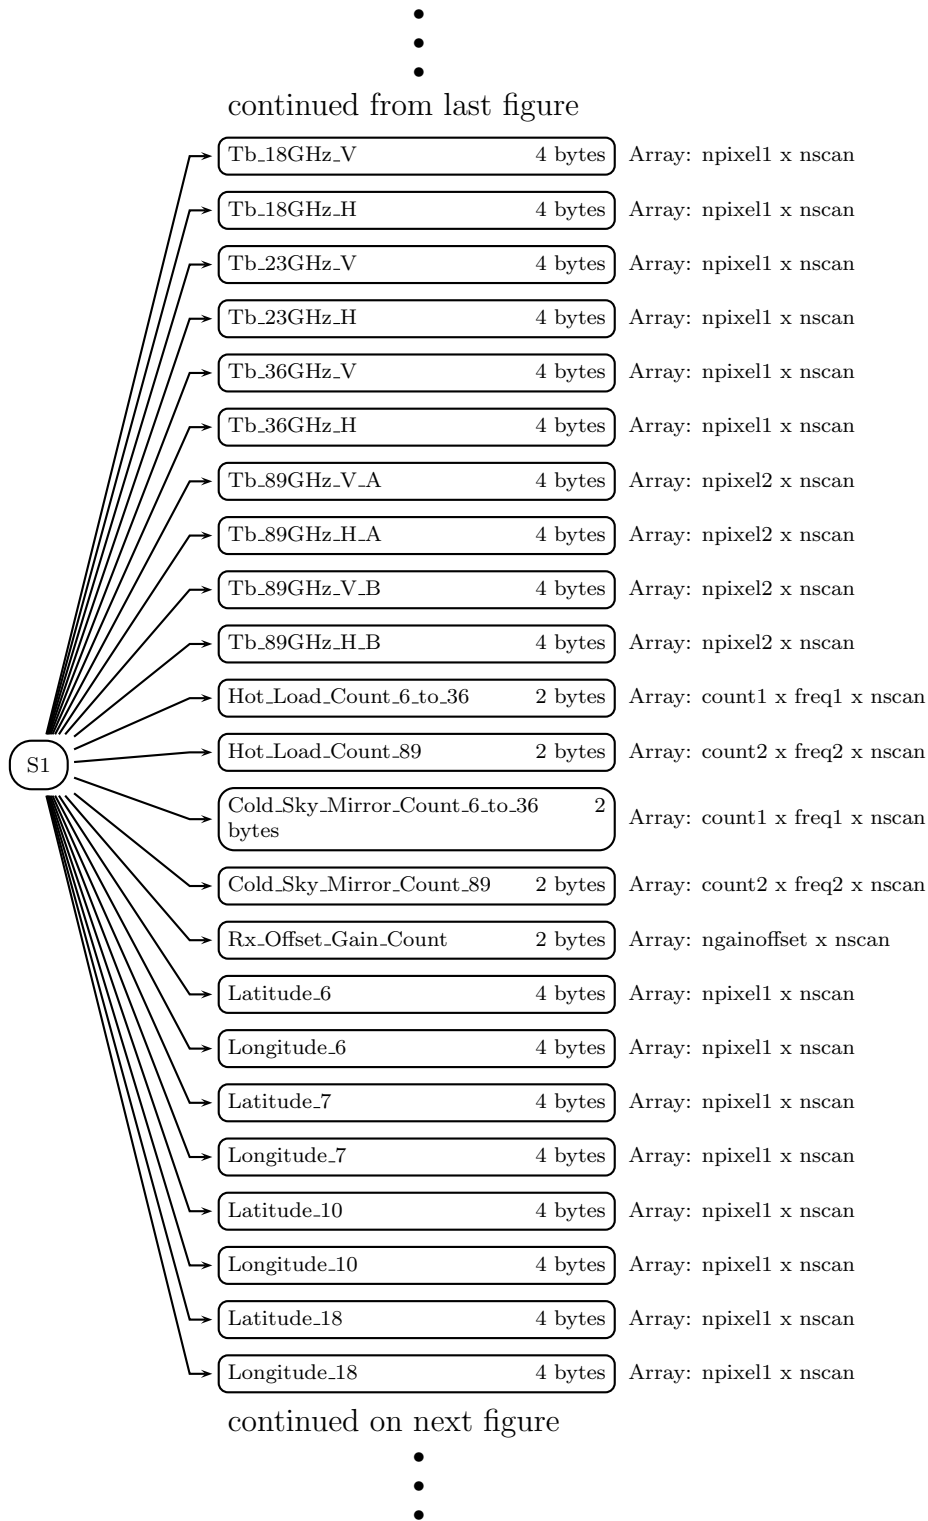 continued from last figure
Tb_18GHz_V 4 bytes Array: npixel1 x nscan
Tb_18GHz_H 4 bytes Array: npixel1 x nscan
Tb_23GHz_V 4 bytes Array: npixel1 x nscan
Tb_23GHz_H 4 bytes Array: npixel1 x nscan
Tb_36GHz_V 4 bytes Array: npixel1 x nscan
Tb_36GHz_H 4 bytes Array: npixel1 x nscan
Tb_89GHz_V_A 4 bytes Array: npixel2 x nscan
Tb_89GHz_H_A 4 bytes Array: npixel2 x nscan
Tb_89GHz_V_B 4 bytes Array: npixel2 x nscan
Tb_89GHz_H_B 4 bytes Array: npixel2 x nscan
Hot_Load_Count_6_to_36 2 bytes Array: count1 x freq1 x nscan
Hot_Load_Count_89 2 bytes Array: count2 x freq2 x nscan
S1
Cold_Sky_Mirror_Count_6_to_36 2
bytes
Array: count1 x freq1 x nscan
Cold_Sky_Mirror_Count_89 2 bytes Array: count2 x freq2 x nscan
Rx_Offset_Gain_Count 2 bytes Array: ngainoffset x nscan
Latitude_6 4 bytes Array: npixel1 x nscan
Longitude_6 4 bytes Array: npixel1 x nscan
Latitude_7 4 bytes Array: npixel1 x nscan
Longitude_7 4 bytes Array: npixel1 x nscan
Latitude_10 4 bytes Array: npixel1 x nscan
Longitude_10 4 bytes Array: npixel1 x nscan
Latitude_18 4 bytes Array: npixel1 x nscan
Longitude_18 4 bytes Array: npixel1 x nscan
continued on next figure